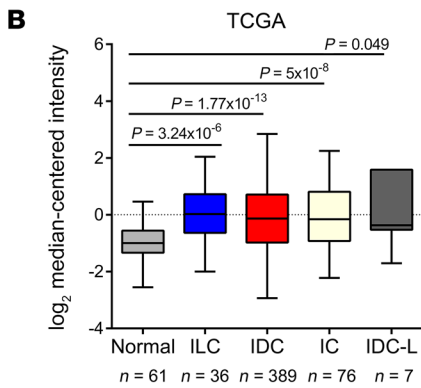 B
TCGA
log2 median-centered intensity
6
4
2
0
-2
-4
P = 0.049
P = 5x10-8
P = 1.77x10-13
P = 3.24x10-6
Normal ILC IDC IC IDC-L
n = 61 n = 36 n = 389 n = 76 n = 7